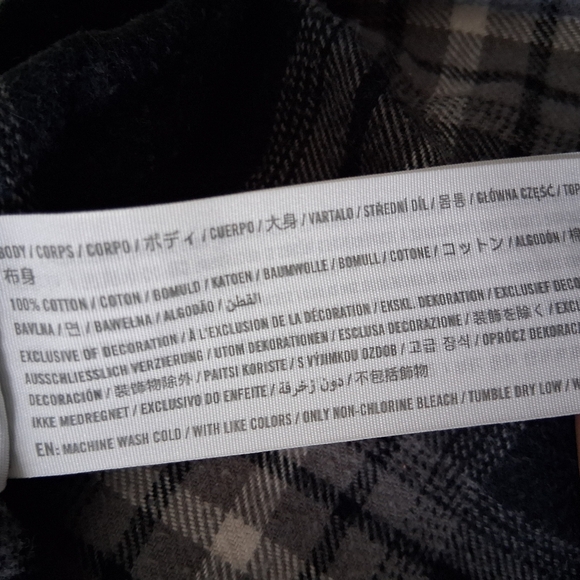 BODY / CORPS / CORPO / ボディ / CUERPO / 大身 / VARTALO / STŘEDNÍ DÍL / 몸통 / GŁÓWNA CZĘŚĆ / TOP
布身
100% COTTON / COTON / BOMULD / KATOEN / BAUMWOLLE / BOMULL / COTONE / コットン / ALGODÓN / 棉
BAVLNA / 면 / BAWEŁNA / ALGODÃO / القطن
EXCLUSIVE OF DECORATION / À L'EXCLUSION DE LA DÉCORATION / EKSKL. DEKORATION / EXCLUSIEF DECO
AUSSCHLIESSLICH VERZIERUNG / UTOM DEKORATIONEN / ESCLUSA DECORAZIONE / 装飾を除く / EXC
DECORACIÓN / 裝飾物除外 / PAITSI KORISTE / S VÝJIMKOU OZDOB / 고급 장식 / OPRÓCZ DEKORAC
IKKE MEDREGNET / EXCLUSIVO DO ENFEITE / دون زخرفة / 不包括飾物
EN: MACHINE WASH COLD / WITH LIKE COLORS / ONLY NON-CHLORINE BLEACH / TUMBLE DRY LOW / W